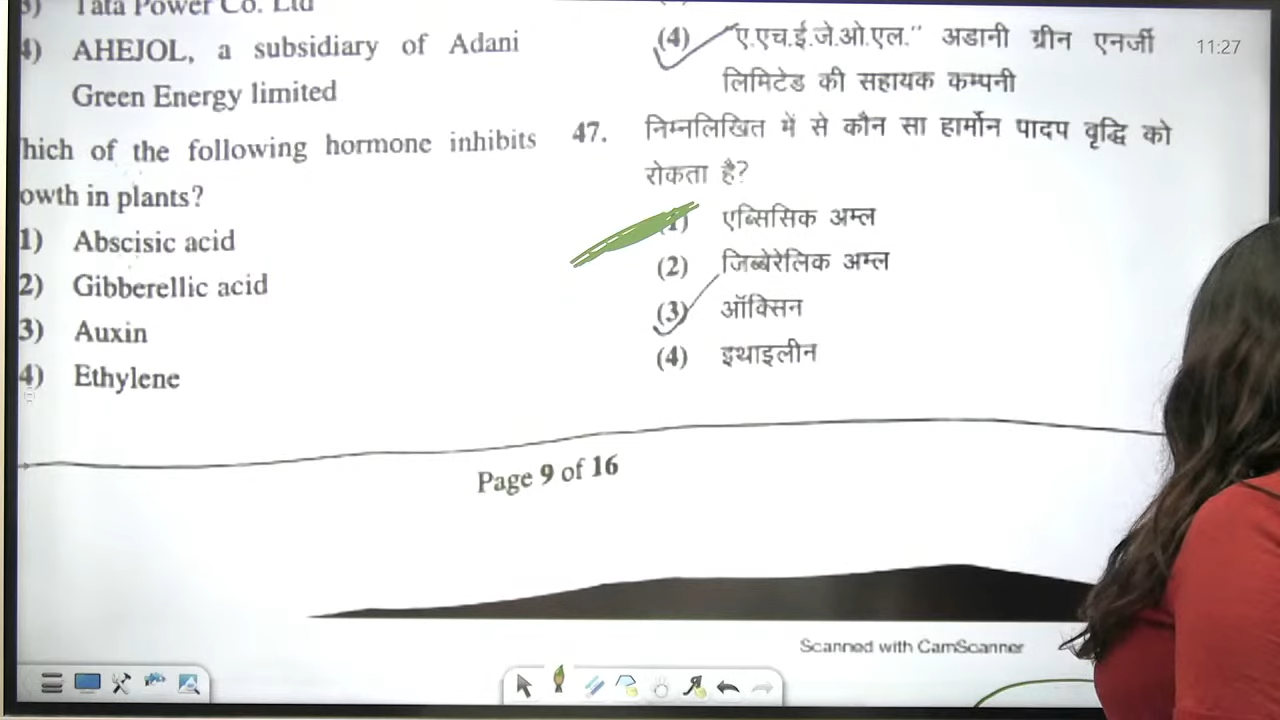 3) Tata Power Co. Ltd
4) AHEJOL, a subsidiary of Adani
Green Energy limited
hich of the following hormone inhibits
owth in plants?
1) Abscisic acid
2) Gibberellic acid
3) Auxin
4) Ethylene
(4) "ए.एच.ई.जे.ओ.एल." अडानी ग्रीन एनर्जी
लिमिटेड की सहायक कम्पनी
47. निम्नलिखित में से कौन सा हार्मोन पादप वृद्धि को
रोकता है?
(1) एब्सिसिक अम्ल
(2) जिब्बेरेलिक अम्ल
(3) ऑक्सिन
(4) इथाइलीन
11:27
Page 9 of 16
Scanned with CamScanner